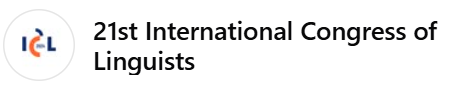 ICL
21st International Congress of
Linguists